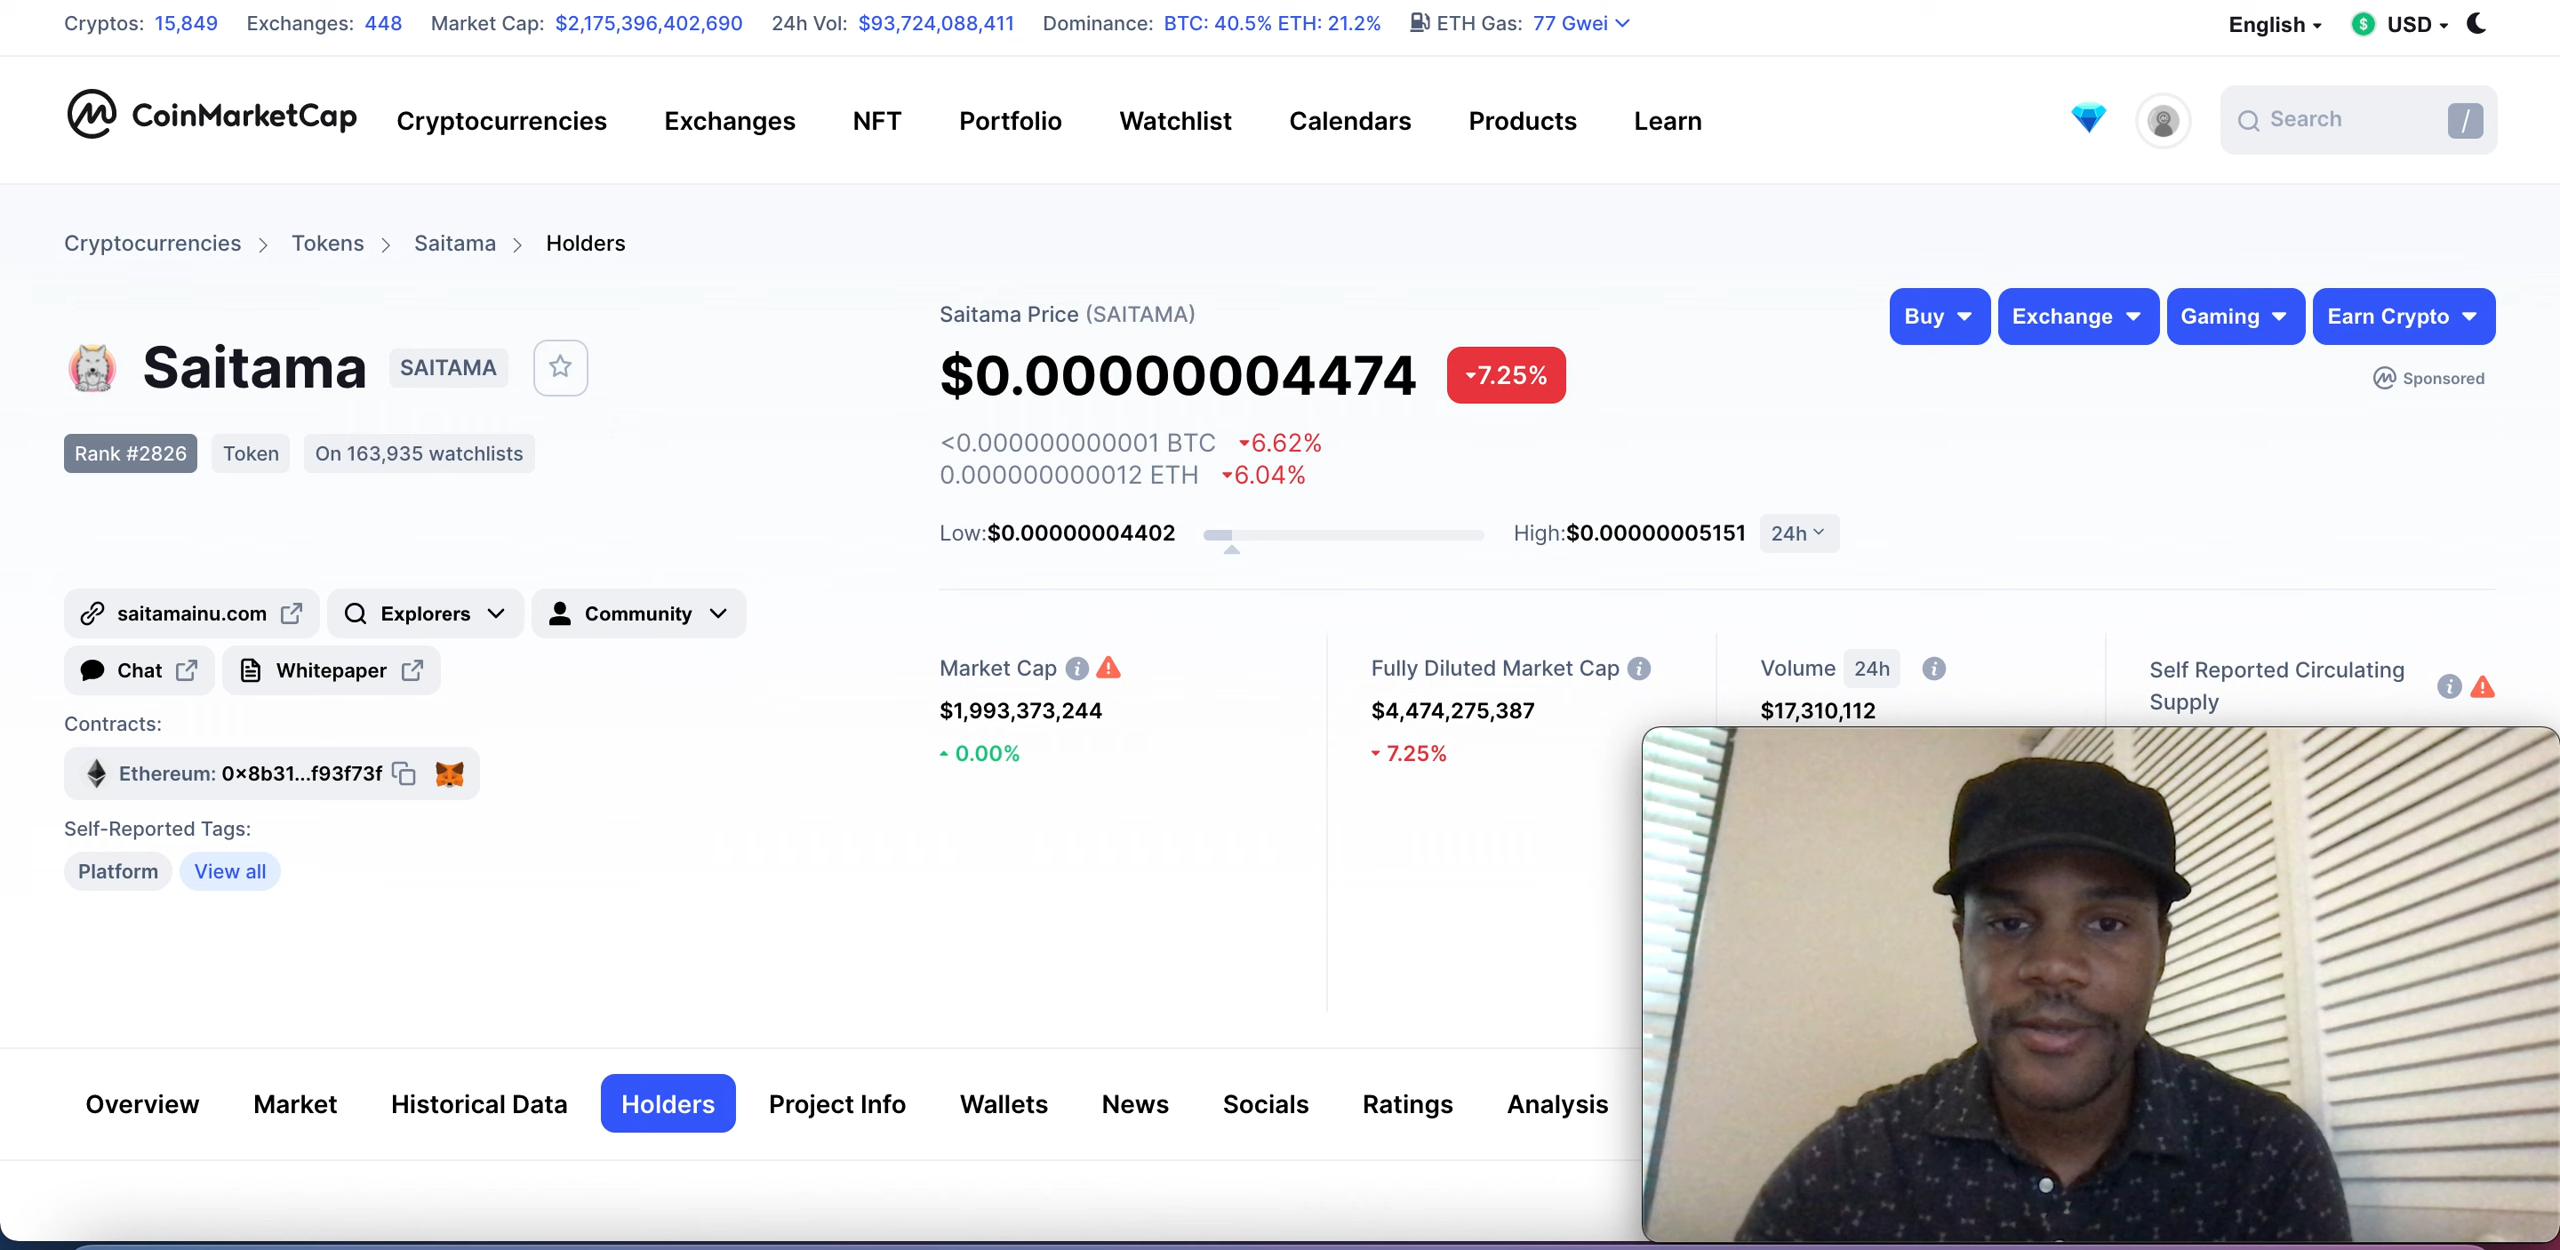 Cryptos: 15,849 Exchanges: 448 Market Cap: $2,175,396,402,690 24h Vol: $93,724,088,411 Dominance: BTC: 40.5% ETH: 21.2% ETH Gas: 77 Gwei English USD
CoinMarketCap Cryptocurrencies Exchanges NFT Portfolio Watchlist Calendars Products Learn Search /
Cryptocurrencies > Tokens > Saitama > Holders
Saitama SAITAMA
Rank #2826 Token On 163,935 watchlists
saitamainu.com Explorers Community
Chat Whitepaper
Contracts:
Ethereum: 0x8b31...f93f73f
Self-Reported Tags:
Platform View all
Saitama Price (SAITAMA)
$0.00000004474 7.25%
<0.000000000001 BTC 6.62%
0.000000000012 ETH 6.04%
Low:$0.00000004402 High:$0.00000005151 24h
Buy Exchange Gaming Earn Crypto
Sponsored
Market Cap
$1,993,373,244
0.00%
Fully Diluted Market Cap
$4,474,275,387
7.25%
Volume 24h
$17,310,112
Self Reported Circulating
Supply
Overview Market Historical Data Holders Project Info Wallets News Socials Ratings Analysis